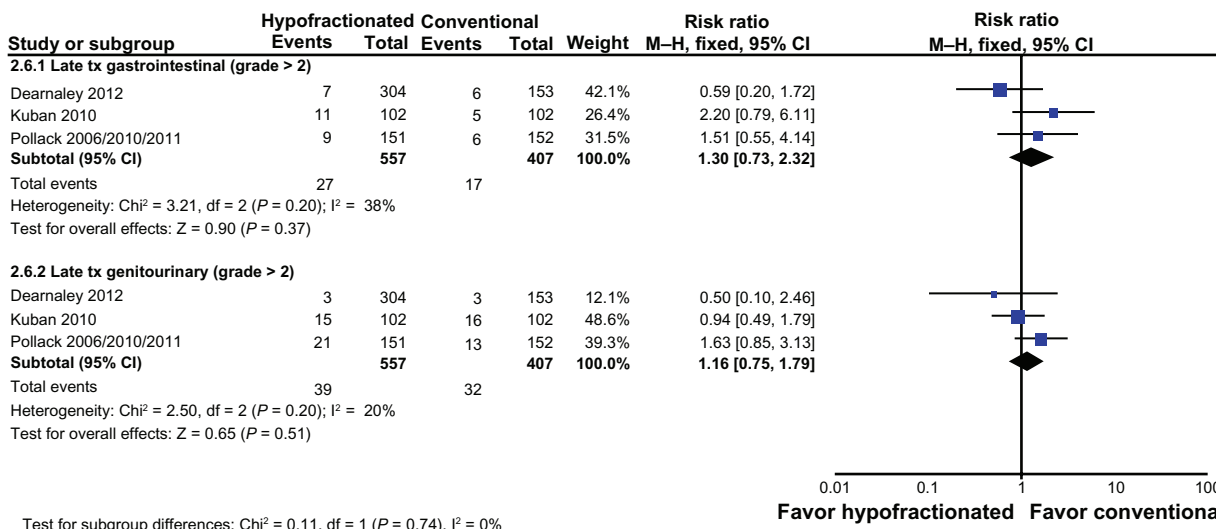 Hypofractionated Conventional Risk ratio Risk ratio
Study or subgroup Events Total Events Total Weight M–H, fixed, 95% CI M–H, fixed, 95% CI
2.6.1 Late tx gastrointestinal (grade > 2)
Dearnaley 2012 7 304 6 153 42.1% 0.59 [0.20, 1.72]
Kuban 2010 11 102 5 102 26.4% 2.20 [0.79, 6.11]
Pollack 2006/2010/2011 9 151 6 152 31.5% 1.51 [0.55, 4.14]
Subtotal (95% CI) 557 407 100.0% 1.30 [0.73, 2.32]
Total events 27 17
Heterogeneity: Chi² = 3.21, df = 2 (P = 0.20); I² = 38%
Test for overall effects: Z = 0.90 (P = 0.37)
2.6.2 Late tx genitourinary (grade > 2)
Dearnaley 2012 3 304 3 153 12.1% 0.50 [0.10, 2.46]
Kuban 2010 15 102 16 102 48.6% 0.94 [0.49, 1.79]
Pollack 2006/2010/2011 21 151 13 152 39.3% 1.63 [0.85, 3.13]
Subtotal (95% CI) 557 407 100.0% 1.16 [0.75, 1.79]
Total events 39 32
Heterogeneity: Chi² = 2.50, df = 2 (P = 0.20); I² = 20%
Test for overall effects: Z = 0.65 (P = 0.51)
0.01 0.1 1 10 100
Favor hypofractionated Favor conventiona
Test for subgroup differences: Chi² = 0.11, df = 1 (P = 0.74), I² = 0%